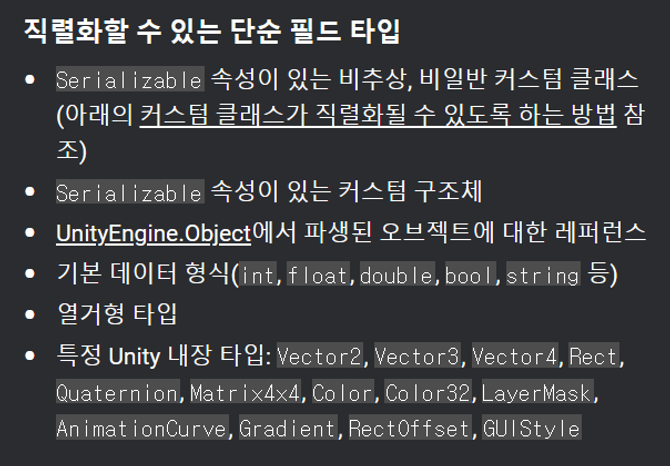 직렬화할 수 있는 단순 필드 타입
• Serializable 속성이 있는 비추상, 비일반 커스텀 클래스
(아래의 커스텀 클래스가 직렬화될 수 있도록 하는 방법 참
조)
• Serializable 속성이 있는 커스텀 구조체
• UnityEngine.Object에서 파생된 오브젝트에 대한 레퍼런스
• 기본 데이터 형식(int, float, double, bool, string 등)
• 열거형 타입
• 특정 Unity 내장 타입: Vector2, Vector3, Vector4, Rect,
Quaternion, Matrix4x4, Color, Color32, LayerMask,
AnimationCurve, Gradient, RectOffset, GUIStyle